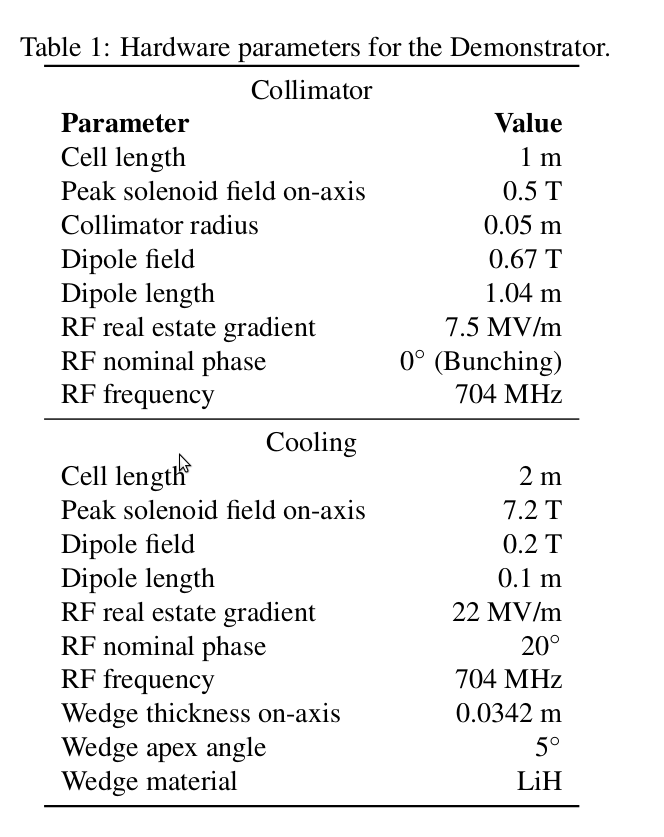 Table 1: Hardware parameters for the Demonstrator.
Collimator
Parameter Value
Cell length 1 m
Peak solenoid field on-axis 0.5 T
Collimator radius 0.05 m
Dipole field 0.67 T
Dipole length 1.04 m
RF real estate gradient 7.5 MV/m
RF nominal phase 0° (Bunching)
RF frequency 704 MHz
Cooling
Cell length 2 m
Peak solenoid field on-axis 7.2 T
Dipole field 0.2 T
Dipole length 0.1 m
RF real estate gradient 22 MV/m
RF nominal phase 20°
RF frequency 704 MHz
Wedge thickness on-axis 0.0342 m
Wedge apex angle 5°
Wedge material LiH